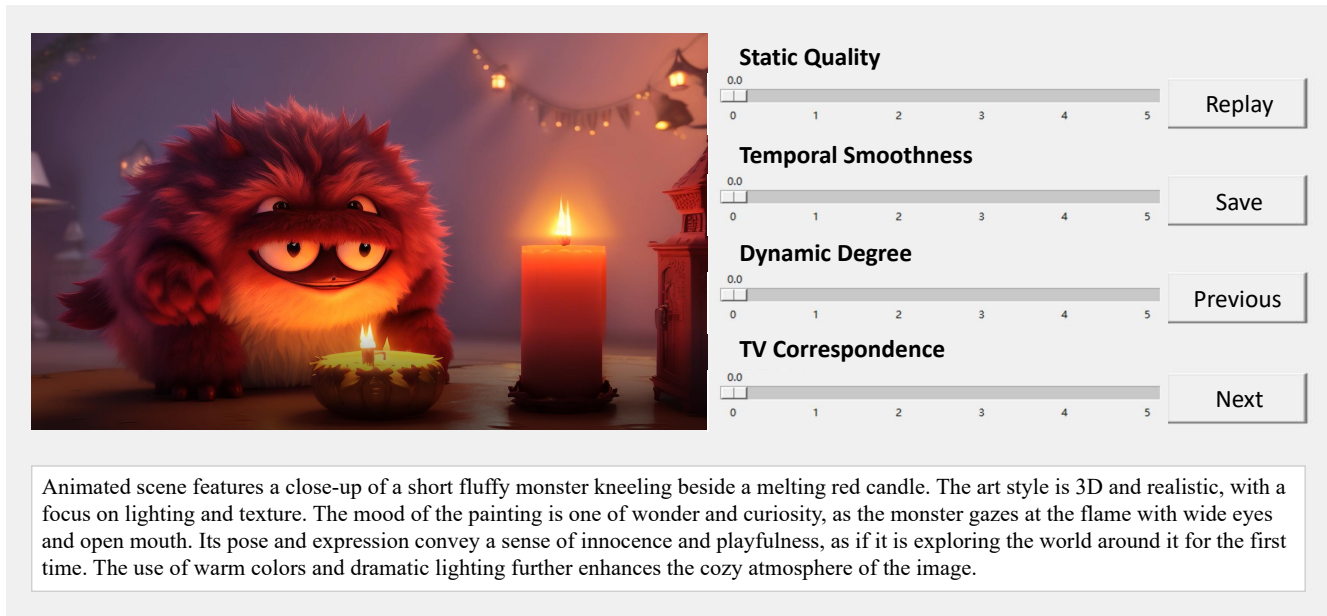 Static Quality
0.0
0 1 2 3 4 5
Replay
Temporal Smoothness
0.0
0 1 2 3 4 5
Save
Dynamic Degree
0.0
0 1 2 3 4 5
Previous
TV Correspondence
0.0
0 1 2 3 4 5
Next
Animated scene features a close-up of a short fluffy monster kneeling beside a melting red candle. The art style is 3D and realistic, with a
focus on lighting and texture. The mood of the painting is one of wonder and curiosity, as the monster gazes at the flame with wide eyes
and open mouth. Its pose and expression convey a sense of innocence and playfulness, as if it is exploring the world around it for the first
time. The use of warm colors and dramatic lighting further enhances the cozy atmosphere of the image.